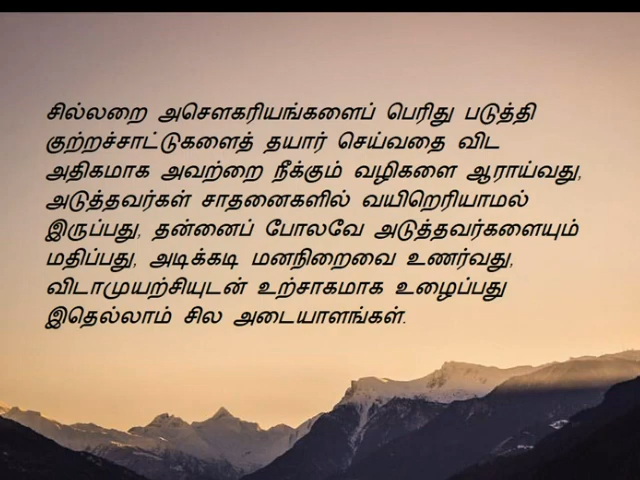 சில்லறை அசௌகரியங்களைப் பெரிது படுத்தி
குற்றச்சாட்டுகளைத் தயார் செய்வதை விட
அதிகமாக அவற்றை நீக்கும் வழிகளை ஆராய்வது,
அடுத்தவர்கள் சாதனைகளில் வயிறெரியாமல்
இருப்பது, தன்னைப் போலவே அடுத்தவர்களையும்
மதிப்பது, அடிக்கடி மனநிறைவை உணர்வது,
விடாமுயற்சியுடன் உற்சாகமாக உழைப்பது
இதெல்லாம் சில அடையாளங்கள்.